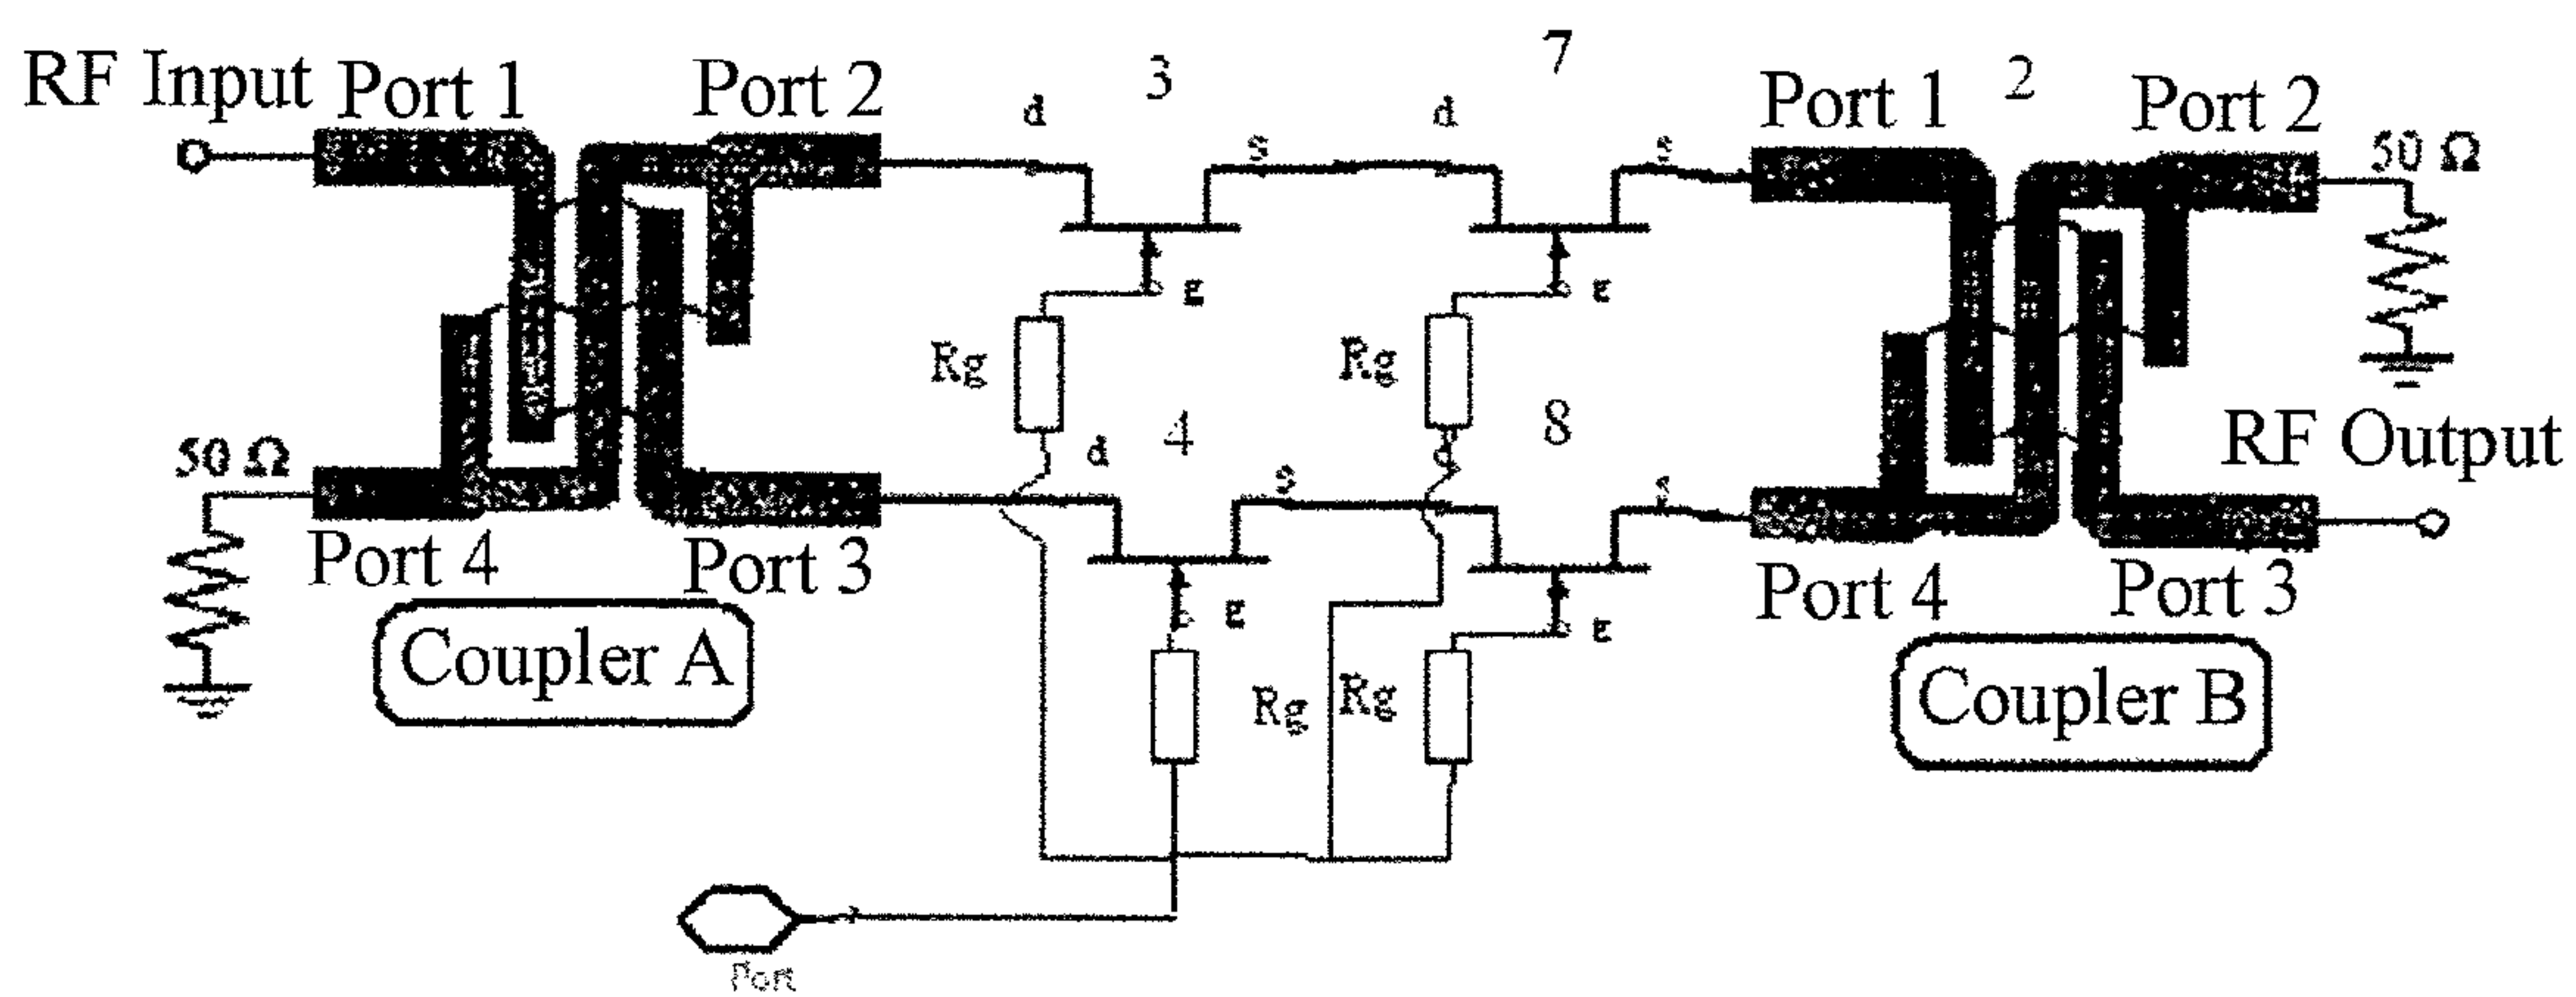 RF Input
Port 1
Port 2
d
3
s
d
7
s
Port 1
2
Port 2
50 Ω
g
g
Rg
Rg
50 Ω
d
4
s
d
8
s
RF Output
Port 4
Port 3
g
g
Port 4
Port 3
Coupler A
Rg
Rg
Coupler B
Port